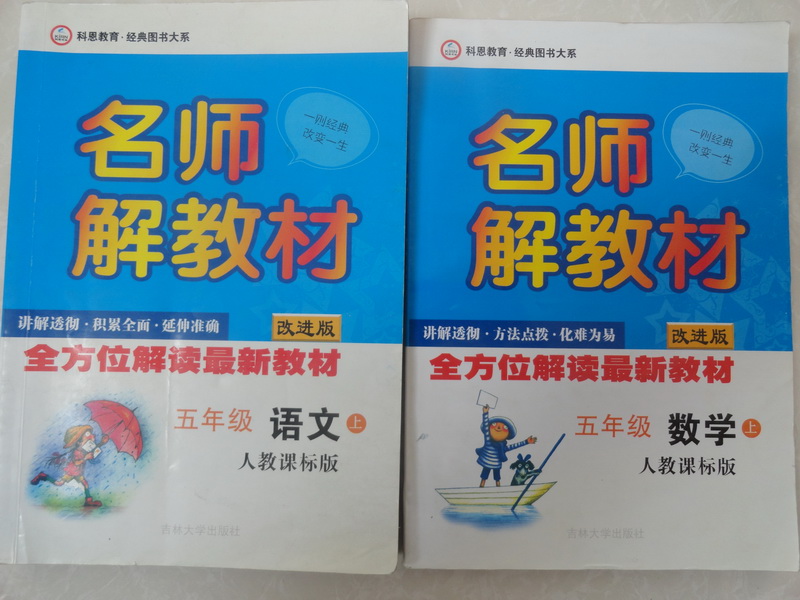 科恩教育·经典图书大系
一则经典
改变一生
名师
解教材
讲解透彻·积累全面·延伸准确
改进版
全方位解读最新教材
五年级 语文 上
人教课标版
吉林大学出版社
科恩教育·经典图书大系
一则经典
改变一生
名师
解教材
讲解透彻·方法点拨·化难为易
改进版
全方位解读最新教材
五年级 数学 上
人教课标版
吉林大学出版社